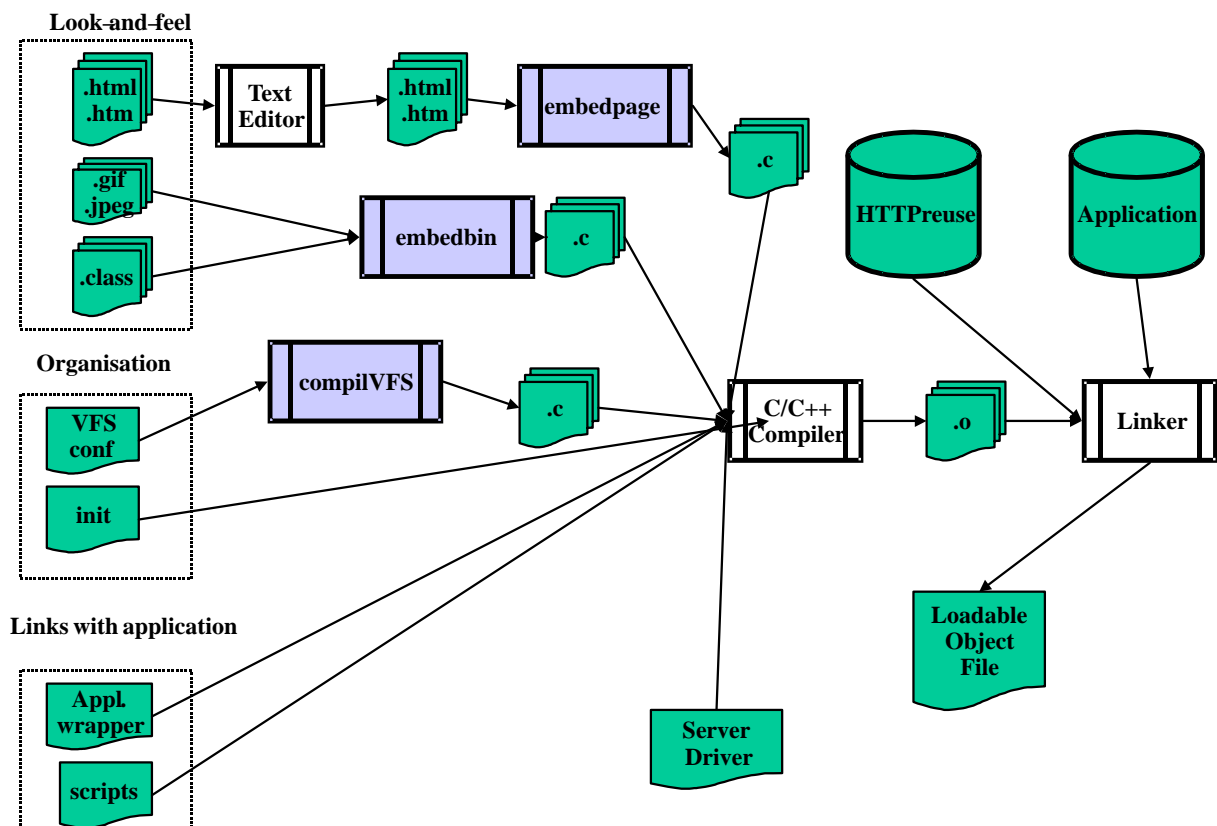 Look-and-feel
.html
.htm
Text
Editor
.html
.htm
embedpage
.c
.gif
.jpeg
embedbin
.c
.class
HTTPreuse
Application
Organisation
compilVFS
.c
VFS
conf
init
C/C++
Compiler
.o
Linker
Loadable
Object
File
Links with application
Appl.
wrapper
scripts
Server
Driver